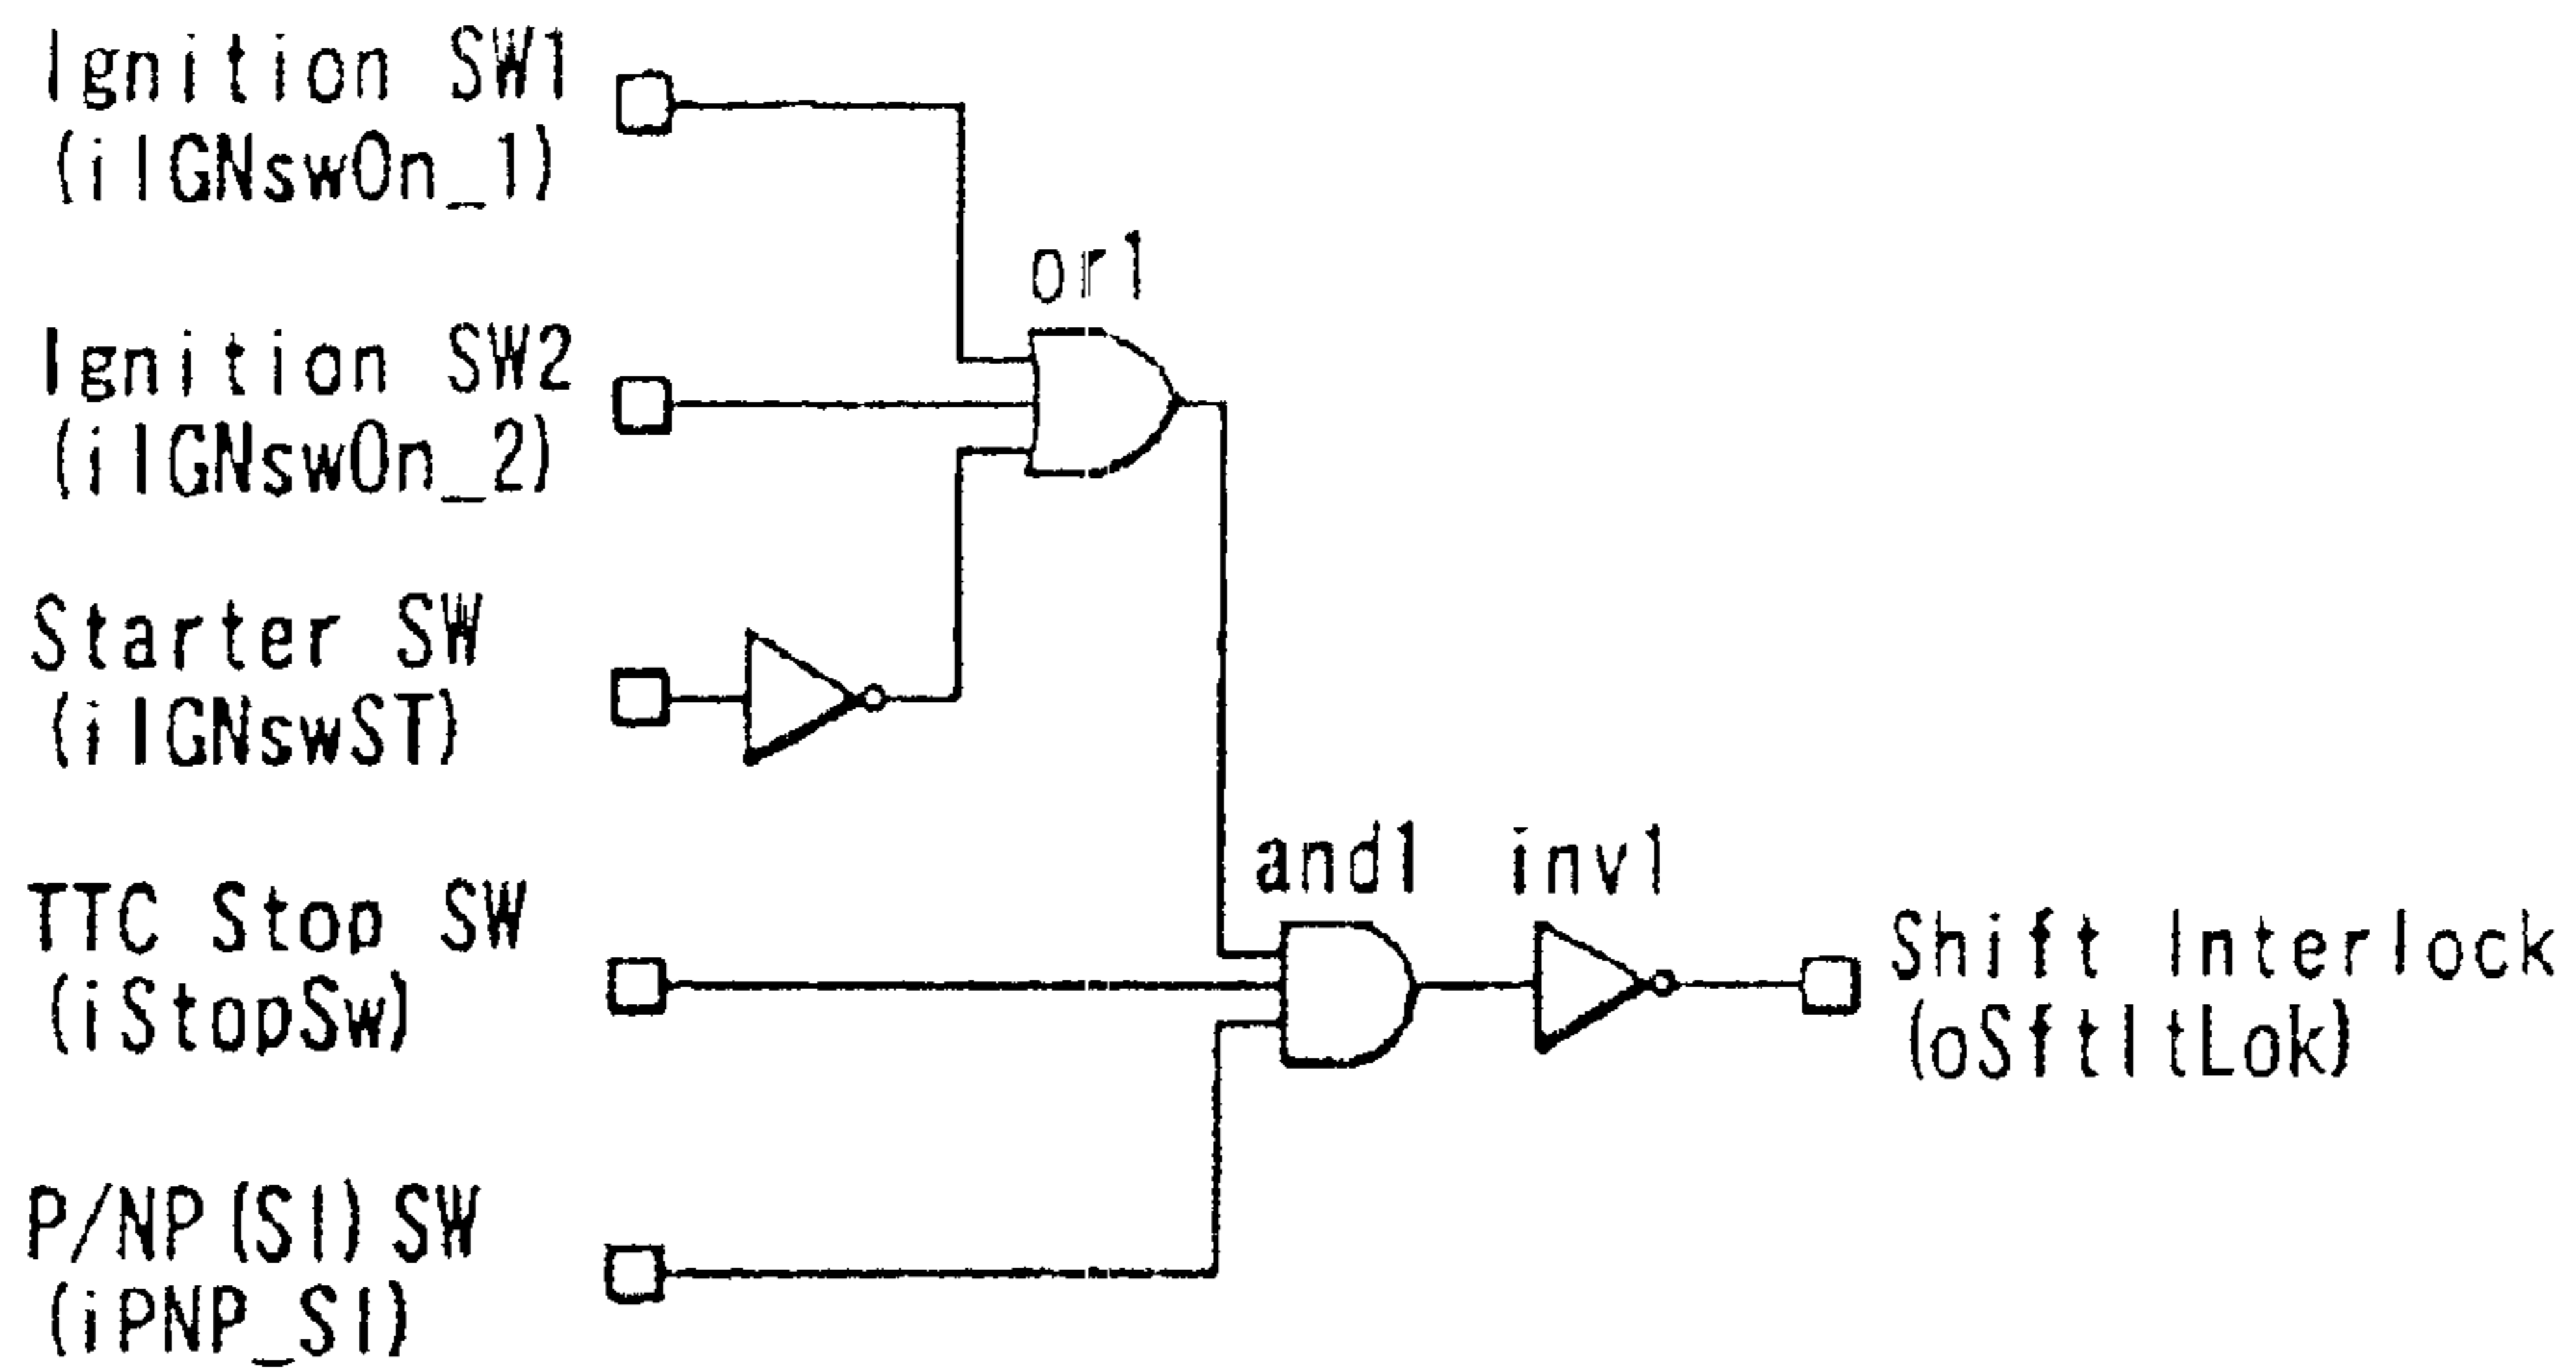 Ignition SW1
(iIGNswOn_1)
or1
Ignition SW2
(iIGNswOn_2)
Starter SW
(iIGNswST)
and1 inv1
TTC Stop SW
(iStopSw)
Shift Interlock
(oSftItLok)
P/NP(SI)SW
(iPNP_SI)